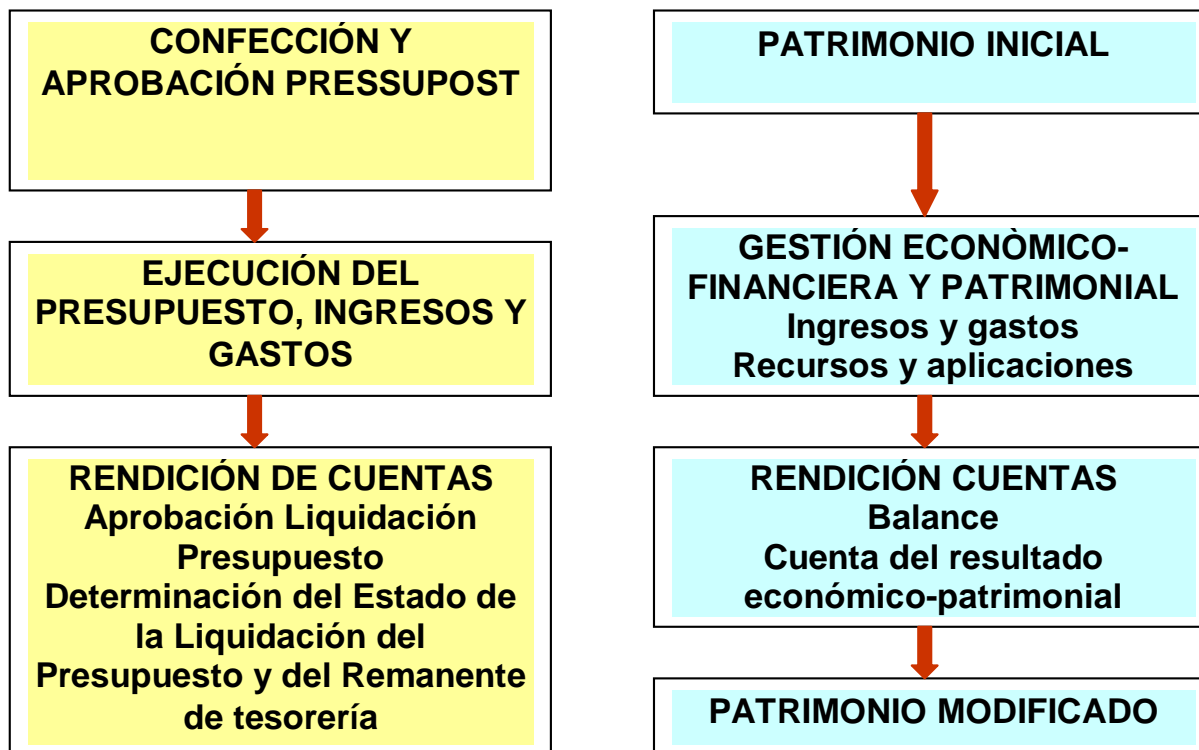 CONFECCIÓN Y
APROBACIÓN PRESSUPOST
EJECUCIÓN DEL
PRESUPUESTO, INGRESOS Y
GASTOS
RENDICIÓN DE CUENTAS
Aprobación Liquidación
Presupuesto
Determinación del Estado de
la Liquidación del
Presupuesto y del Remanente
de tesorería
PATRIMONIO INICIAL
GESTIÓN ECONÒMICO-
FINANCIERA Y PATRIMONIAL
Ingresos y gastos
Recursos y aplicaciones
RENDICIÓN CUENTAS
Balance
Cuenta del resultado
económico-patrimonial
PATRIMONIO MODIFICADO